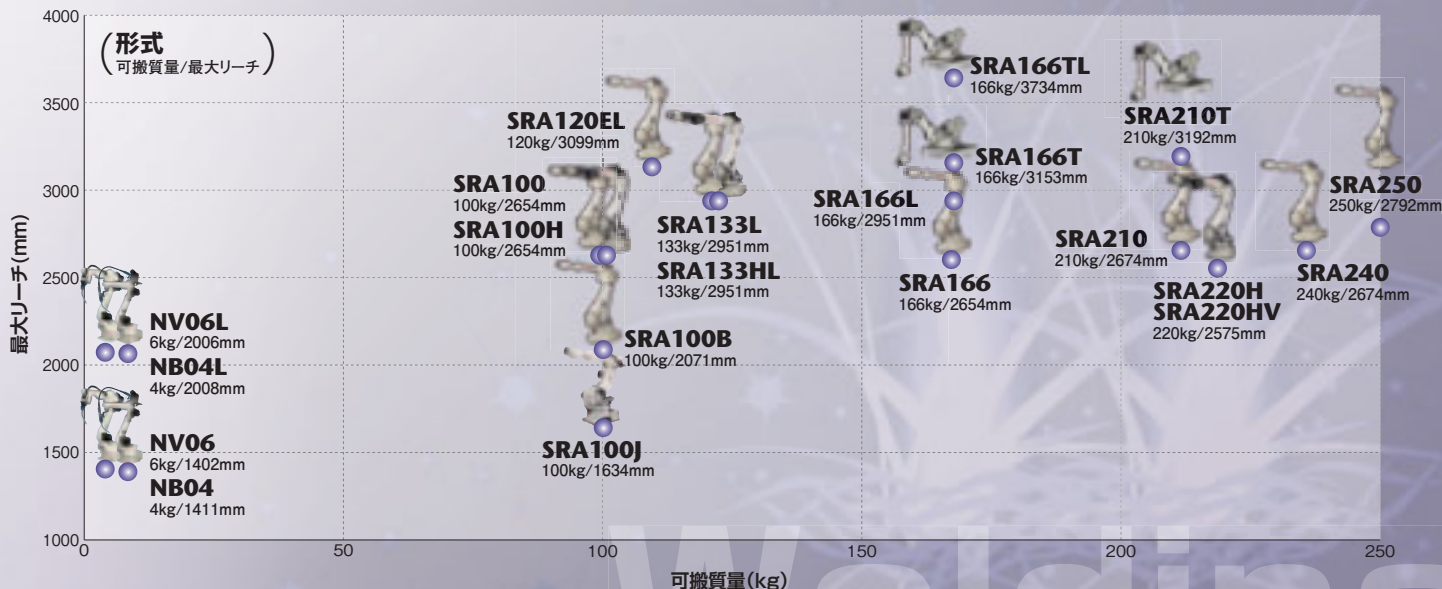 最大リーチ(mm)
4000
3500
3000
2500
2000
1500
1000
形式
可搬質量/最大リーチ
SRA166TL
166kg/3734mm
SRA120EL
120kg/3099mm
SRA210T
210kg/3192mm
SRA166T
166kg/3153mm
SRA100
100kg/2654mm
SRA100H
100kg/2654mm
SRA133L
133kg/2951mm
SRA133HL
133kg/2951mm
SRA166L
166kg/2951mm
SRA166
166kg/2654mm
SRA210
210kg/2674mm
SRA220H
SRA220HV
220kg/2575mm
SRA250
250kg/2792mm
SRA240
240kg/2674mm
NV06L
6kg/2006mm
NB04L
4kg/2008mm
SRA100B
100kg/2071mm
NV06
6kg/1402mm
NB04
4kg/1411mm
SRA100J
100kg/1634mm
0 50 100 150 200 250
可搬質量(kg)